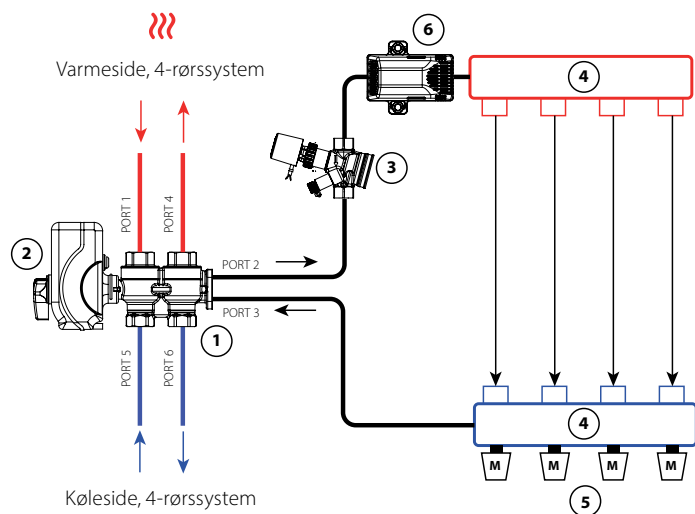 6
Varmeside, 4-rørssystem
4
3
PORT 1
PORT 4
2
PORT 2
PORT 3
1
PORT 5
PORT 6
4
M
M
M
M
5
Køleside, 4-rørssystem